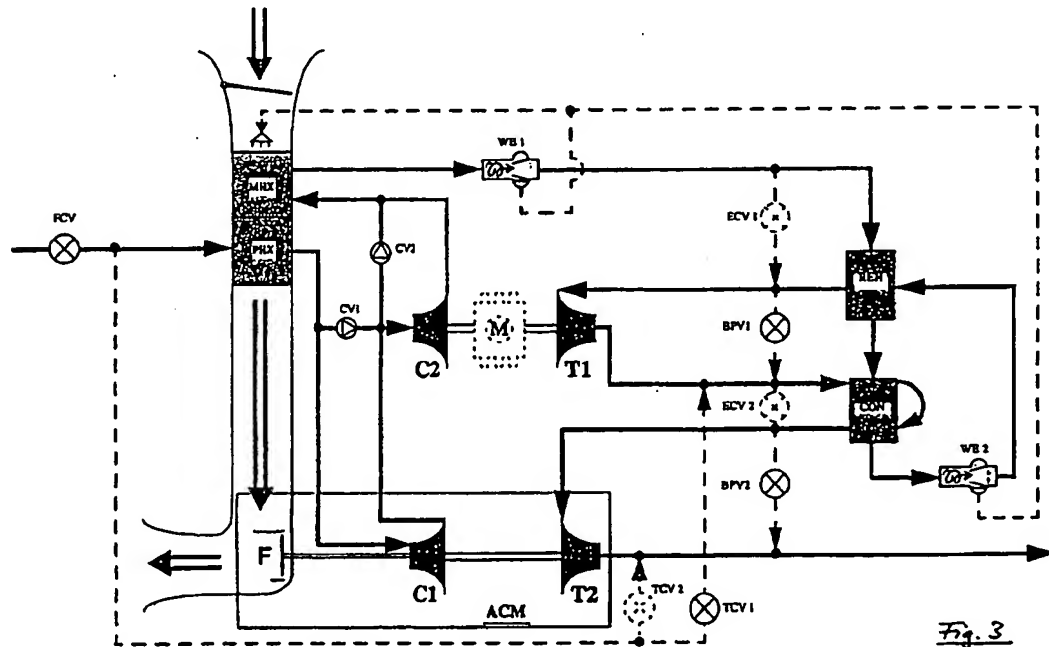 WE 1
MHX
FCV
ECV 1
CV2
PHX
REH
CV1
BPV1
C2
M
T1
ECV 2
CON
WE 2
BPV2
F
C1
T2
TCV 2
TCV 1
ACM
Fig. 3